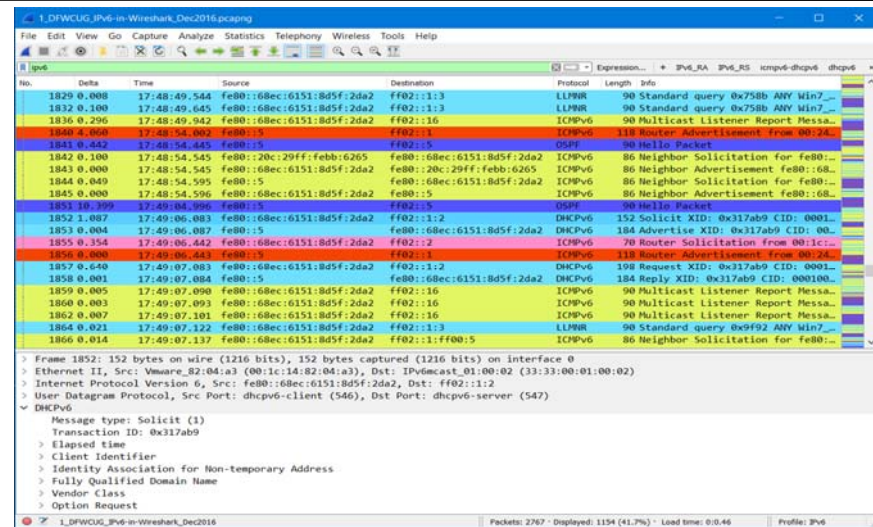 1_DFWCUG_IPv6-in-Wireshark_Dec2016.pcapng
File Edit View Go Capture Analyze Statistics Telephony Wireless Tools Help
ipv6 Expression... + IPv6_RA IPv6_RS icmpv6-dhcpv6 dhcpv6
No. Delta Time Source Destination Protocol Length Info
1829 0.008 17:48:49.544 fe80::68ec:6151:8d5f:2da2 ff02::1:3 LLMNR 90 Standard query 0x758b ANY Win7_…
1832 0.100 17:48:49.645 fe80::68ec:6151:8d5f:2da2 ff02::1:3 LLMNR 90 Standard query 0x758b ANY Win7_…
1836 0.296 17:48:49.942 fe80::68ec:6151:8d5f:2da2 ff02::16 ICMPv6 90 Multicast Listener Report Messa…
1840 4.060 17:48:54.002 fe80::5 ff02::1 ICMPv6 118 Router Advertisement from 00:24…
1841 0.442 17:48:54.445 fe80::5 ff02::5 OSPF 90 Hello Packet
1842 0.100 17:48:54.545 fe80::20c:29ff:febb:6265 fe80::68ec:6151:8d5f:2da2 ICMPv6 86 Neighbor Solicitation for fe80:…
1843 0.000 17:48:54.545 fe80::68ec:6151:8d5f:2da2 fe80::20c:29ff:febb:6265 ICMPv6 86 Neighbor Advertisement fe80::68…
1844 0.049 17:48:54.595 fe80::5 fe80::68ec:6151:8d5f:2da2 ICMPv6 86 Neighbor Solicitation for fe80:…
1845 0.000 17:48:54.596 fe80::68ec:6151:8d5f:2da2 fe80::5 ICMPv6 86 Neighbor Advertisement fe80::68…
1851 10.399 17:49:04.996 fe80::5 ff02::5 OSPF 90 Hello Packet
1852 1.087 17:49:06.083 fe80::68ec:6151:8d5f:2da2 ff02::1:2 DHCPv6 152 Solicit XID: 0x317ab9 CID: 0001…
1853 0.004 17:49:06.087 fe80::5 fe80::68ec:6151:8d5f:2da2 DHCPv6 184 Advertise XID: 0x317ab9 CID: 00…
1855 0.354 17:49:06.442 fe80::68ec:6151:8d5f:2da2 ff02::2 ICMPv6 70 Router Solicitation from 00:1c:…
1856 0.000 17:49:06.443 fe80::5 ff02::1 ICMPv6 118 Router Advertisement from 00:24…
1857 0.640 17:49:07.083 fe80::68ec:6151:8d5f:2da2 ff02::1:2 DHCPv6 198 Request XID: 0x317ab9 CID: 0001…
1858 0.001 17:49:07.084 fe80::5 fe80::68ec:6151:8d5f:2da2 DHCPv6 184 Reply XID: 0x317ab9 CID: 000100…
1859 0.005 17:49:07.090 fe80::68ec:6151:8d5f:2da2 ff02::16 ICMPv6 90 Multicast Listener Report Messa…
1860 0.003 17:49:07.093 fe80::68ec:6151:8d5f:2da2 ff02::16 ICMPv6 90 Multicast Listener Report Messa…
1862 0.007 17:49:07.101 fe80::68ec:6151:8d5f:2da2 ff02::16 ICMPv6 90 Multicast Listener Report Messa…
1864 0.021 17:49:07.122 fe80::68ec:6151:8d5f:2da2 ff02::1:3 LLMNR 90 Standard query 0x9f92 ANY Win7_…
1866 0.014 17:49:07.137 fe80::68ec:6151:8d5f:2da2 ff02::1:ff00:5 ICMPv6 86 Neighbor Solicitation for fe80:…
> Frame 1852: 152 bytes on wire (1216 bits), 152 bytes captured (1216 bits) on interface 0
> Ethernet II, Src: Vmware_82:04:a3 (00:1c:14:82:04:a3), Dst: IPv6mcast_01:00:02 (33:33:00:01:00:02)
> Internet Protocol Version 6, Src: fe80::68ec:6151:8d5f:2da2, Dst: ff02::1:2
> User Datagram Protocol, Src Port: dhcpv6-client (546), Dst Port: dhcpv6-server (547)
DHCPv6
Message type: Solicit (1)
Transaction ID: 0x317ab9
> Elapsed time
> Client Identifier
> Identity Association for Non-temporary Address
> Fully Qualified Domain Name
> Vendor Class
> Option Request
1_DFWCUG_IPv6-in-Wireshark_Dec2016 Packets: 2767 · Displayed: 1154 (41.7%) · Load time: 0:0.46 Profile: IPv6